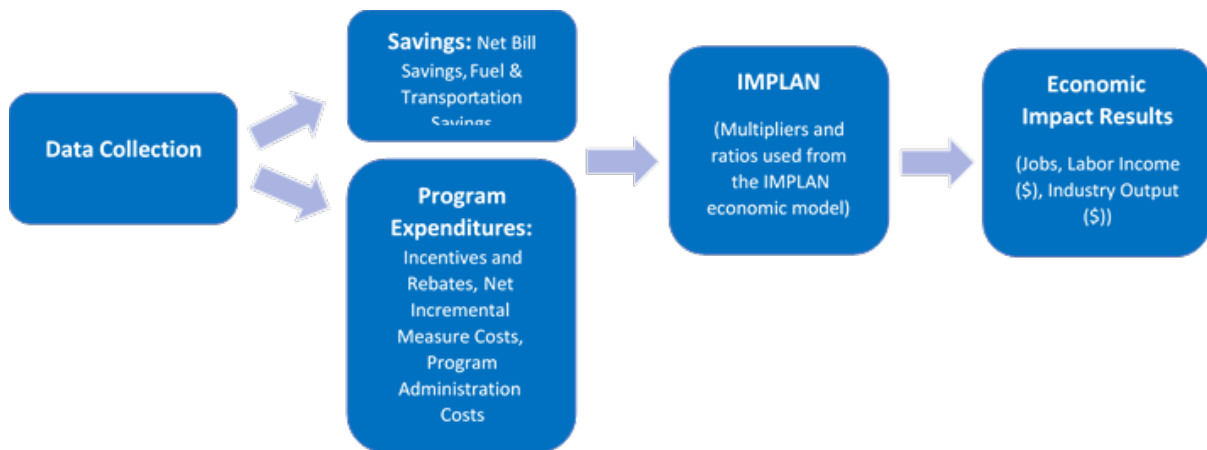 Data Collection
Savings: Net Bill
Savings, Fuel &
Transportation
Savings
Program
Expenditures:
Incentives and
Rebates, Net
Incremental
Measure Costs,
Program
Administration
Costs
IMPLAN
(Multipliers and
ratios used from
the IMPLAN
economic model)
Economic
Impact Results
(Jobs, Labor Income
($), Industry Output
($))